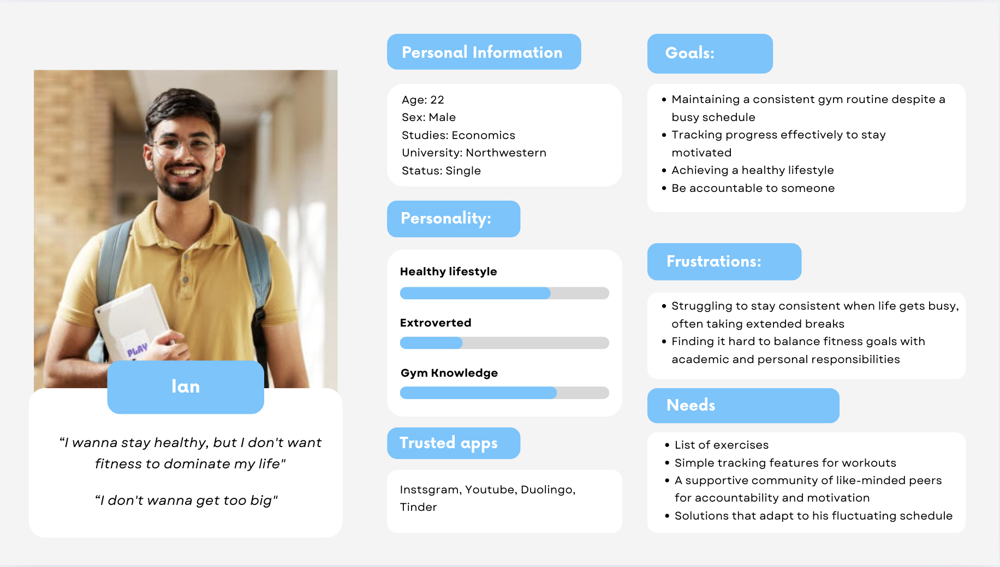 PLAY
Ian
“I wanna stay healthy, but I don't want
fitness to dominate my life"
“I don't wanna get too big"
Personal Information
Age: 22
Sex: Male
Studies: Economics
University: Northwestern
Status: Single
Personality:
Healthy lifestyle
Extroverted
Gym Knowledge
Trusted apps
Instsgram, Youtube, Duolingo,
Tinder
Goals:
• Maintaining a consistent gym routine despite a
busy schedule
• Tracking progress effectively to stay
motivated
• Achieving a healthy lifestyle
• Be accountable to someone
Frustrations:
• Struggling to stay consistent when life gets busy,
often taking extended breaks
• Finding it hard to balance fitness goals with
academic and personal responsibilities
Needs
• List of exercises
• Simple tracking features for workouts
• A supportive community of like-minded peers
for accountability and motivation
• Solutions that adapt to his fluctuating schedule